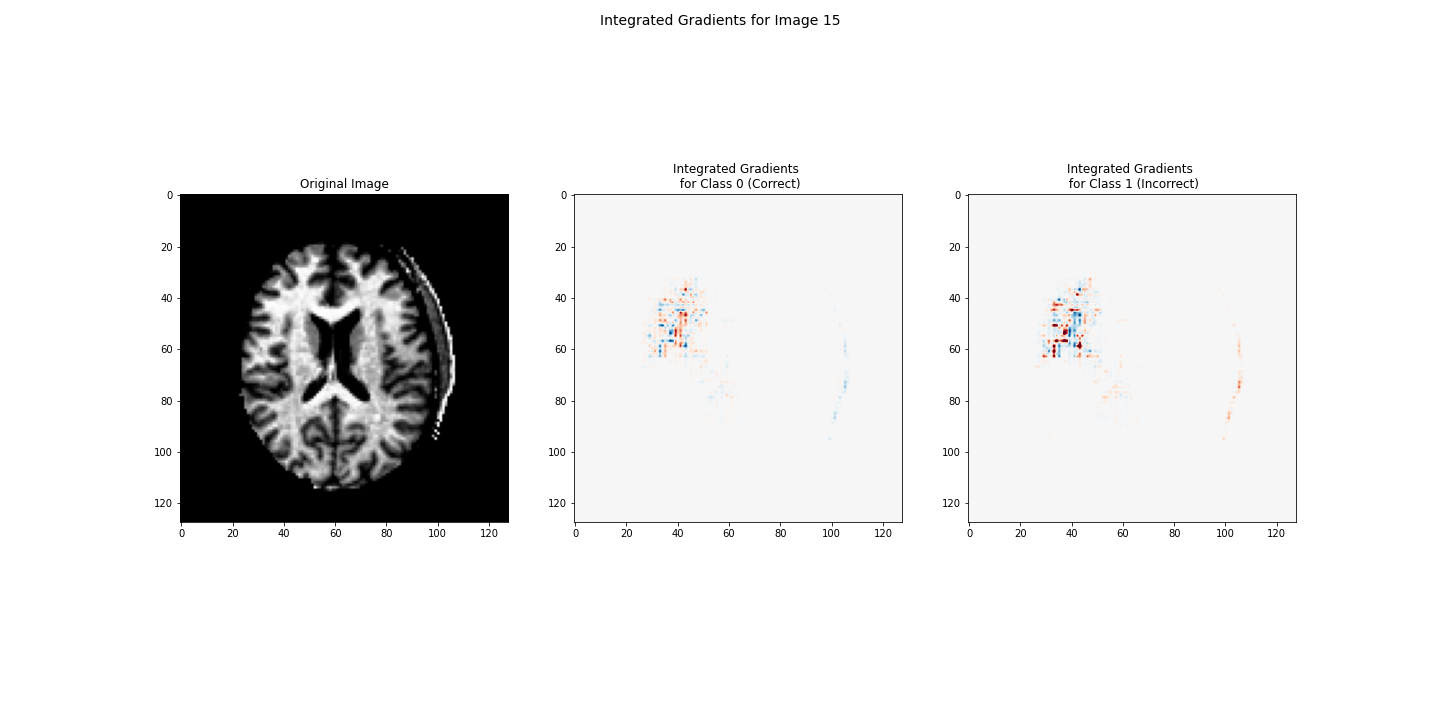 Integrated Gradients for Image 15
Original Image
0
20
40
60
80
100
120
0 20 40 60 80 100 120
Integrated Gradients
for Class 0 (Correct)
0
20
40
60
80
100
120
0 20 40 60 80 100 120
Integrated Gradients
for Class 1 (Incorrect)
0
20
40
60
80
100
120
0 20 40 60 80 100 120